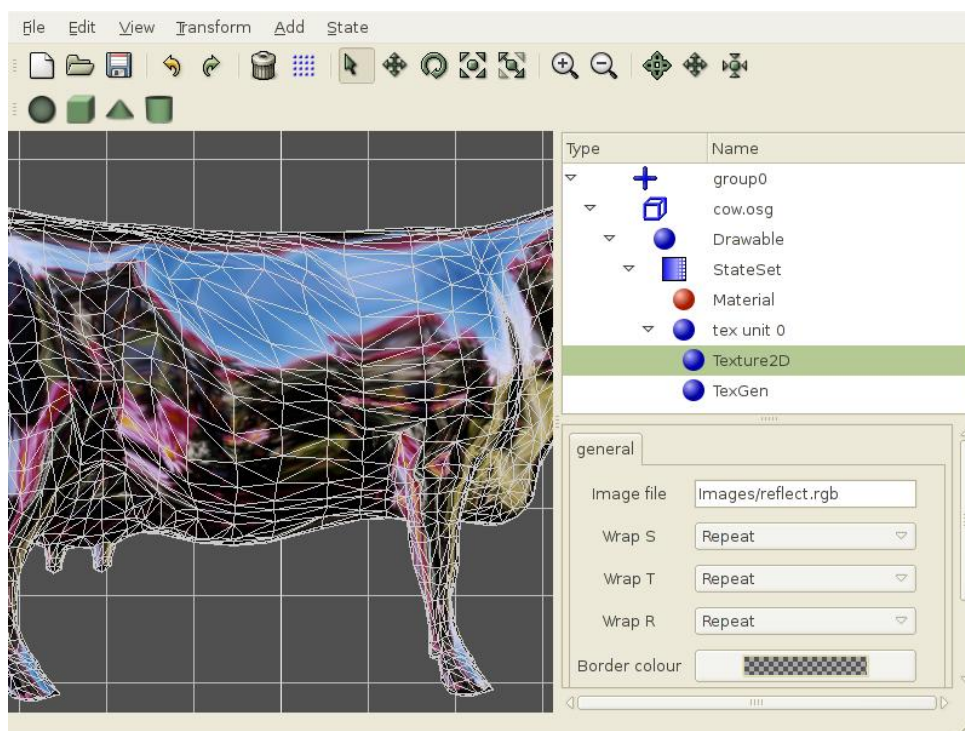 File Edit View Transform Add State
Type Name
group0
cow.osg
Drawable
StateSet
Material
tex unit 0
Texture2D
TexGen
general
Image file Images/reflect.rgb
Wrap S Repeat
Wrap T Repeat
Wrap R Repeat
Border colour